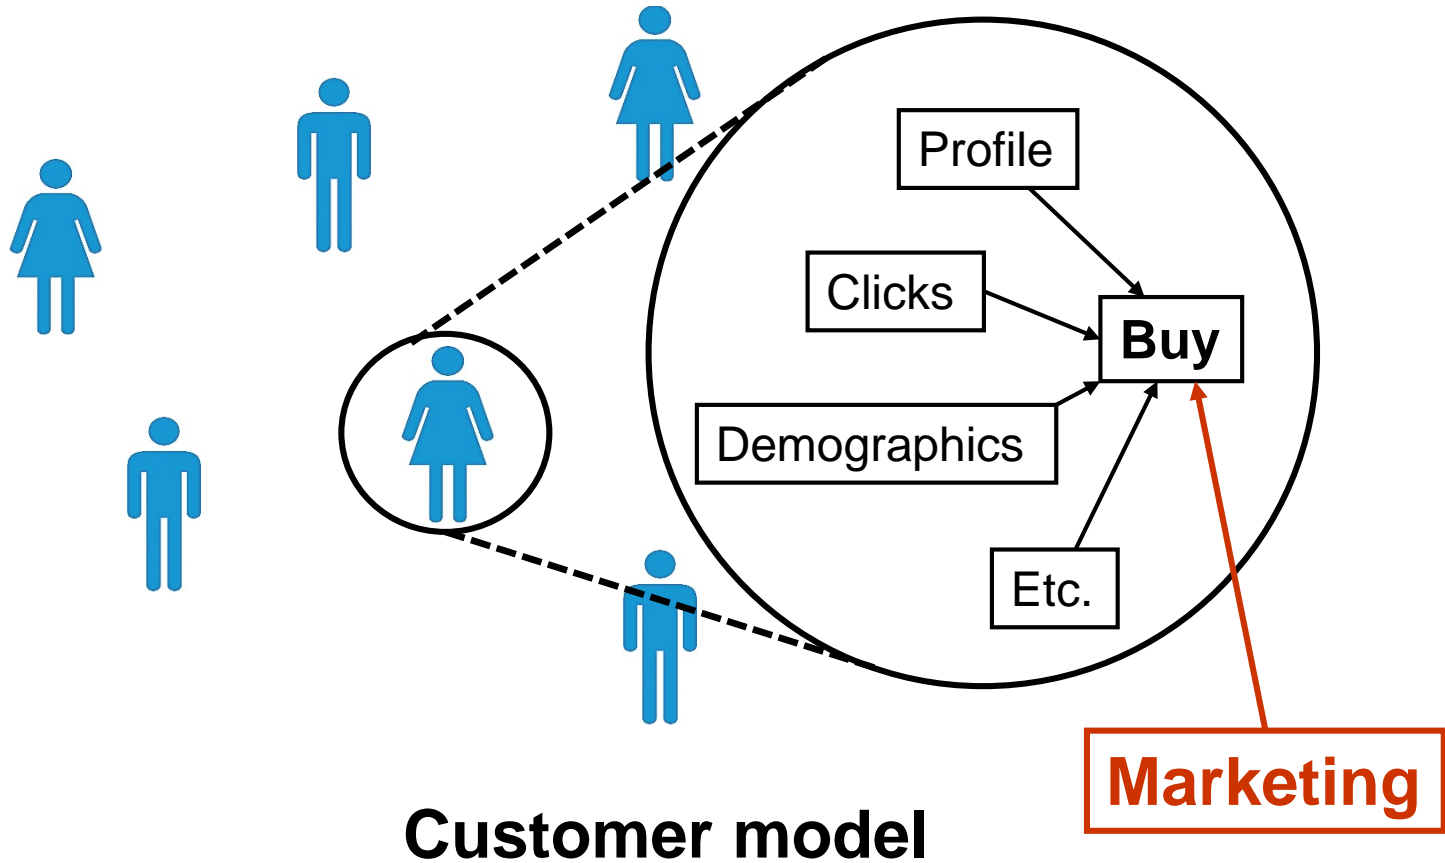 Profile
Clicks
Buy
Demographics
Etc.
Marketing
Customer model